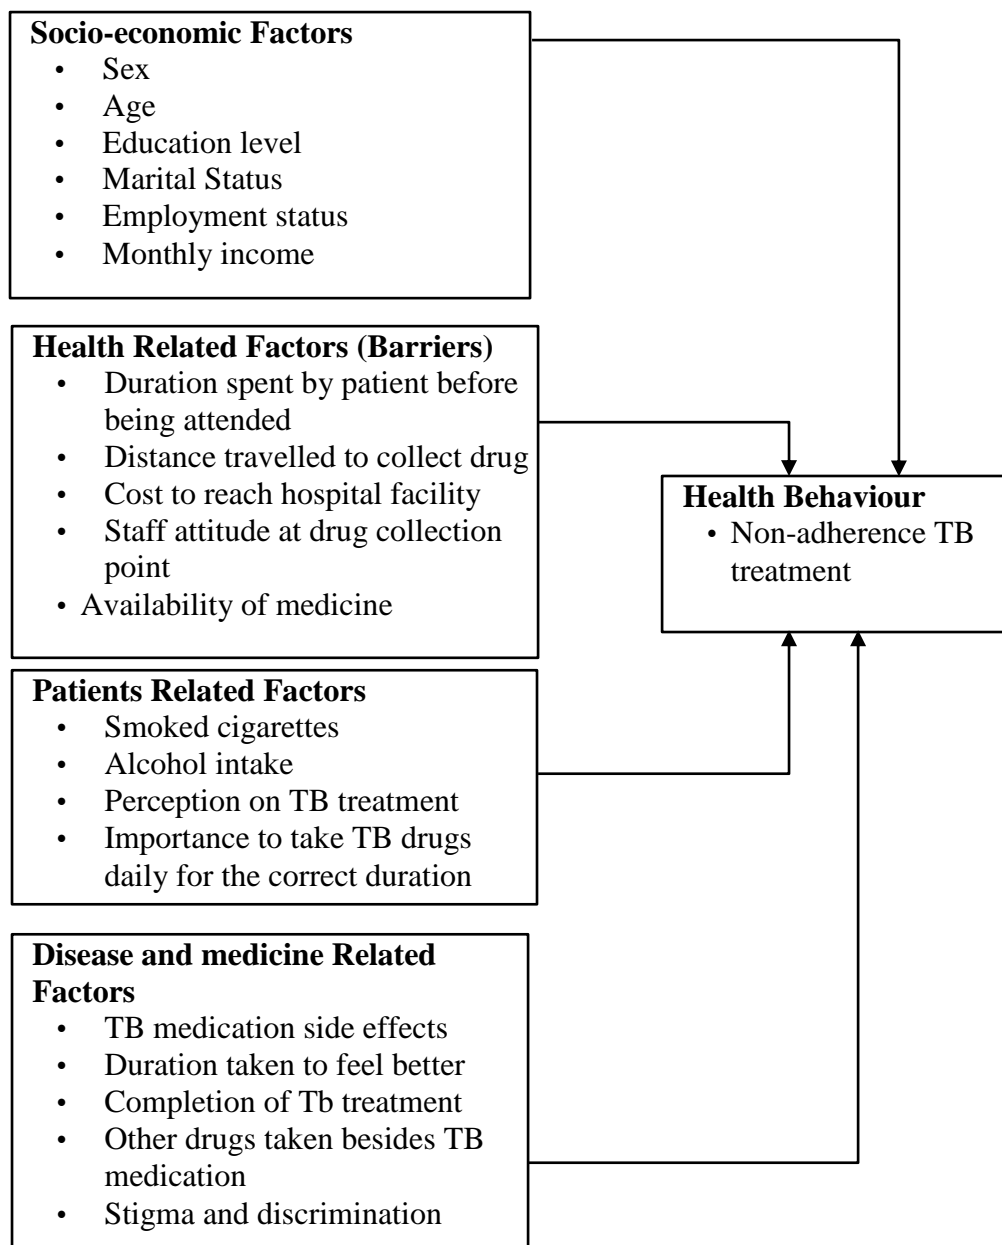 Socio-economic Factors
• Sex
• Age
• Education level
• Marital Status
• Employment status
• Monthly income
Health Related Factors (Barriers)
• Duration spent by patient before
being attended
• Distance travelled to collect drug
• Cost to reach hospital facility
• Staff attitude at drug collection
point
• Availability of medicine
Health Behaviour
• Non-adherence TB
treatment
Patients Related Factors
• Smoked cigarettes
• Alcohol intake
• Perception on TB treatment
• Importance to take TB drugs
daily for the correct duration
Disease and medicine Related
Factors
• TB medication side effects
• Duration taken to feel better
• Completion of Tb treatment
• Other drugs taken besides TB
medication
• Stigma and discrimination